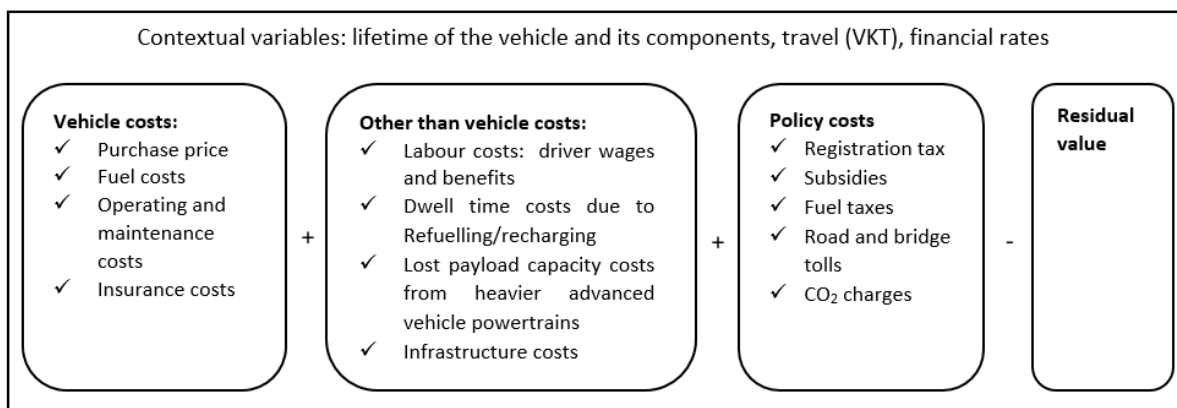 Contextual variables: lifetime of the vehicle and its components, travel (VKT), financial rates
Vehicle costs:
✓ Purchase price
✓ Fuel costs
✓ Operating and
maintenance
costs
✓ Insurance costs
+
Other than vehicle costs:
✓ Labour costs: driver wages
and benefits
✓ Dwell time costs due to
Refuelling/recharging
✓ Lost payload capacity costs
from heavier advanced
vehicle powertrains
✓ Infrastructure costs
+
Policy costs
✓ Registration tax
✓ Subsidies
✓ Fuel taxes
✓ Road and bridge
tolls
✓ CO₂ charges
-
Residual
value